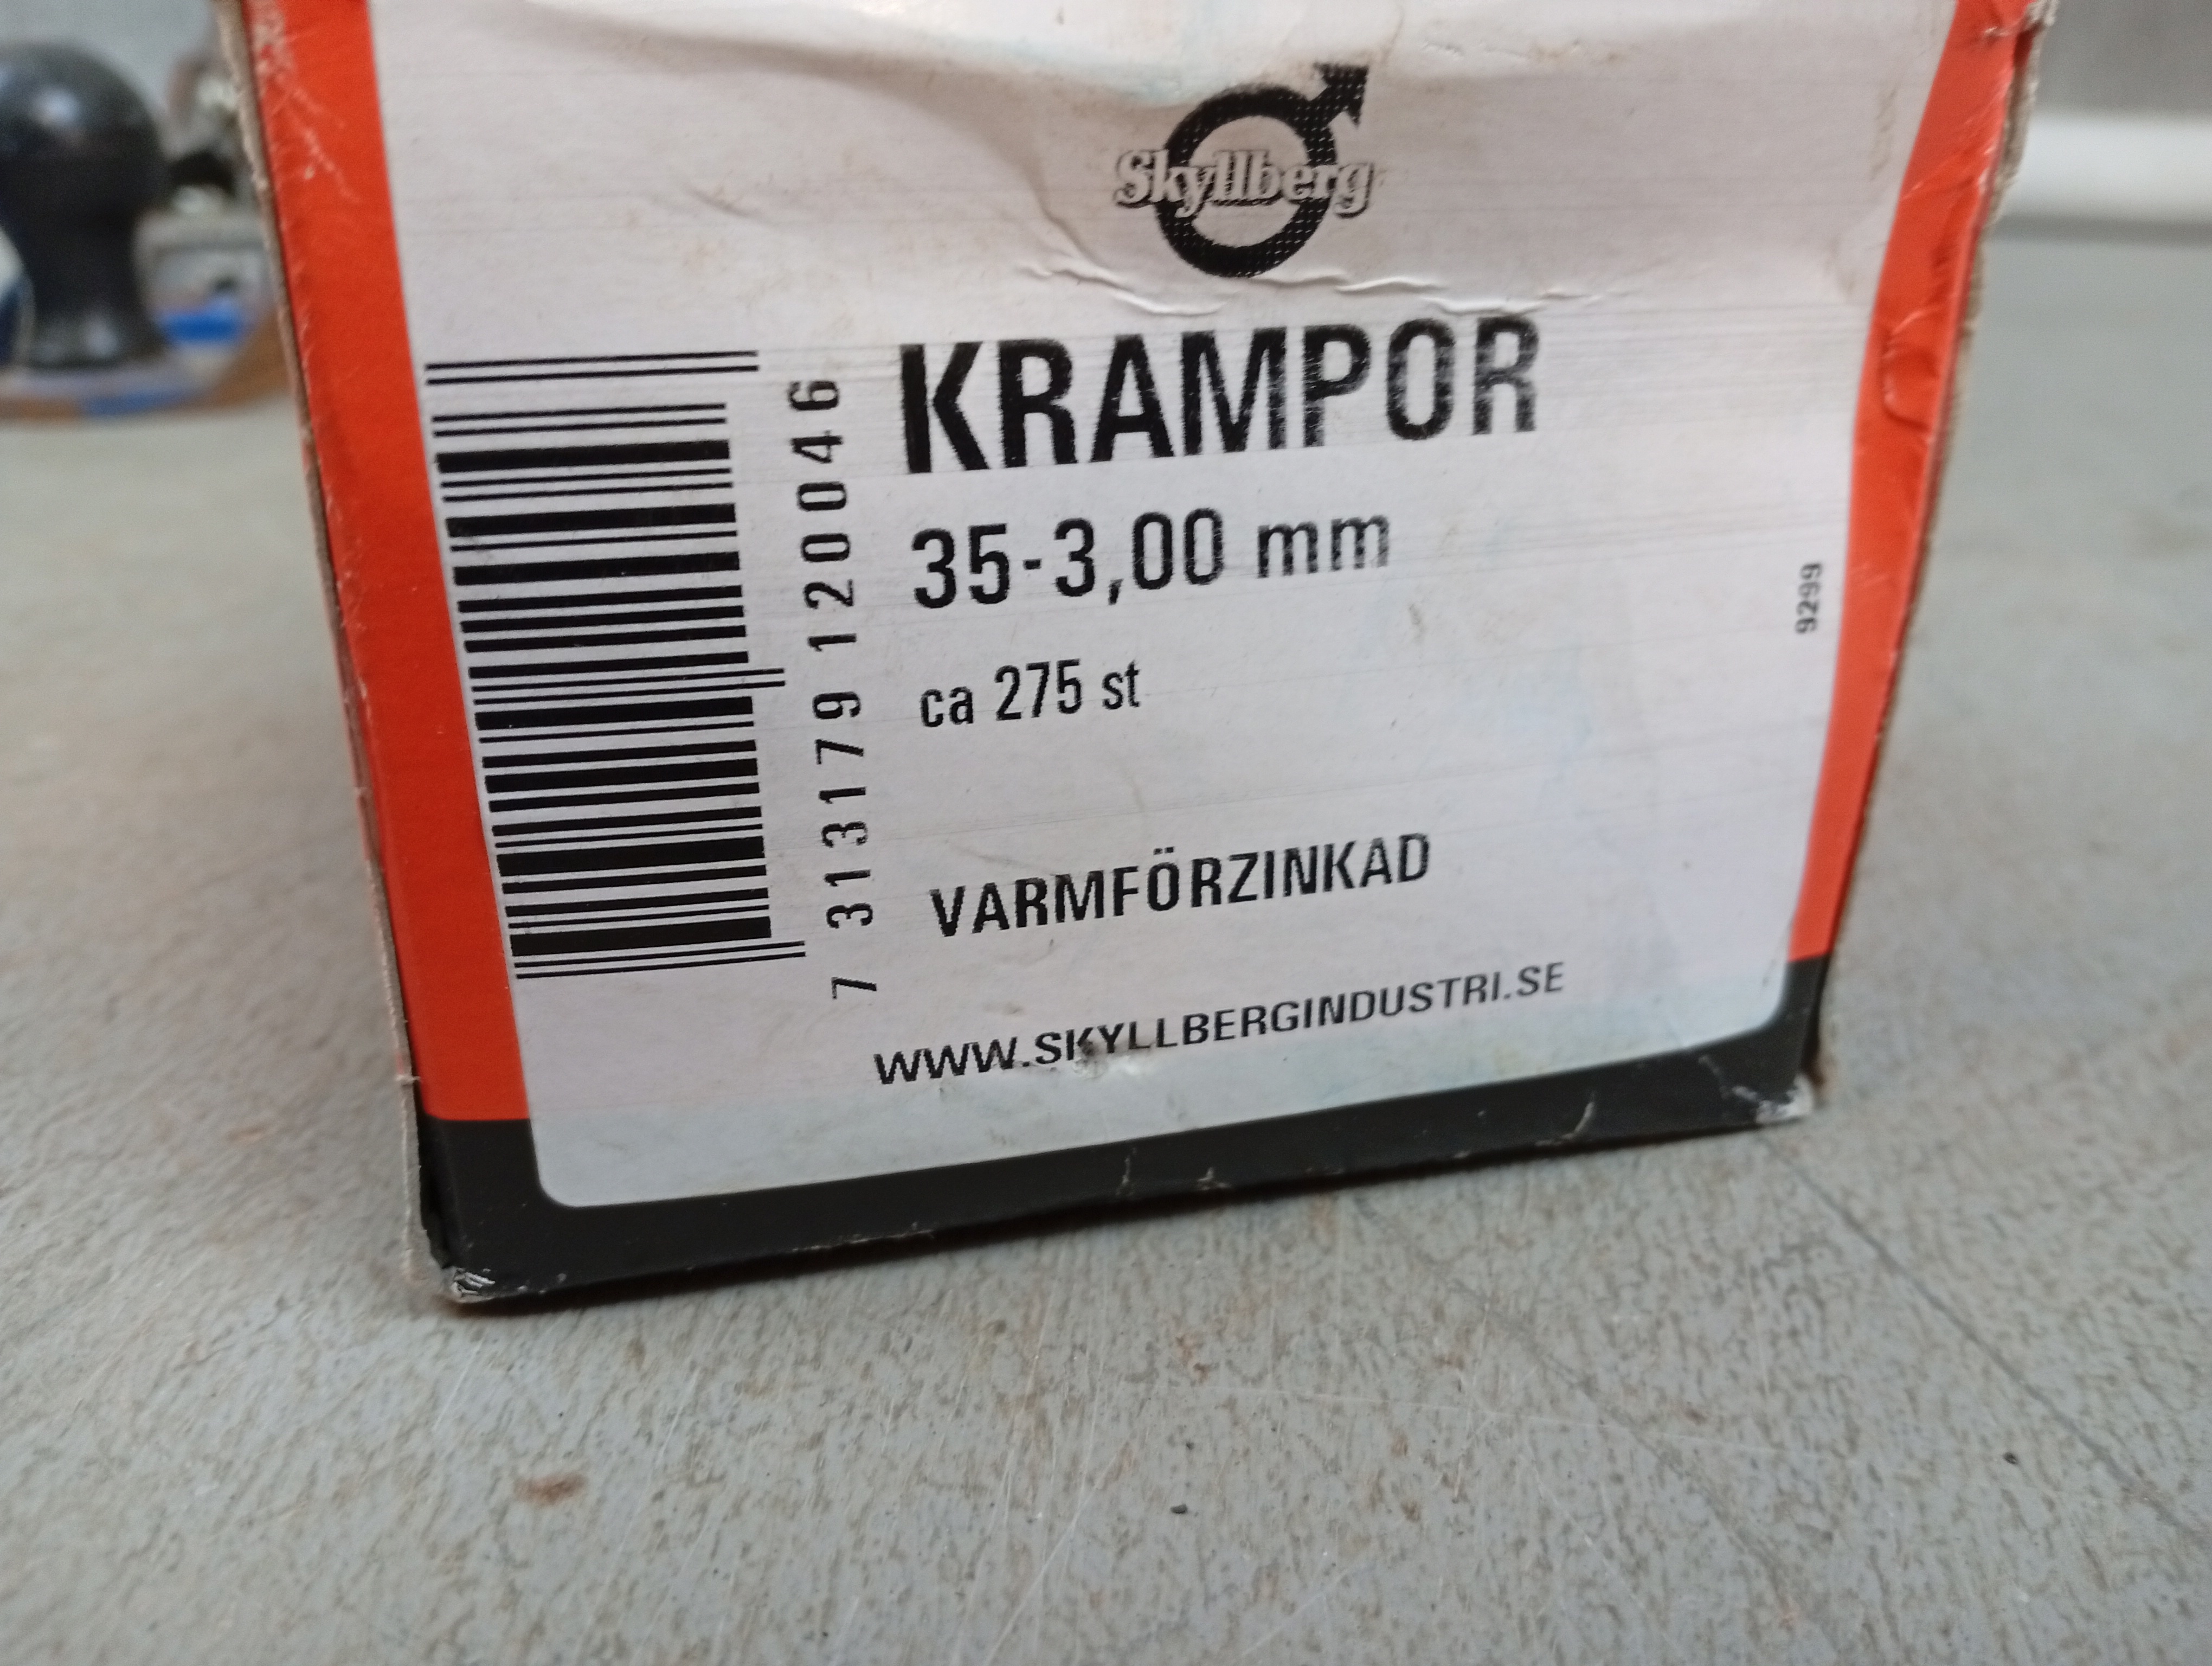 Skyllberg
KRAMPOR
35-3,00 mm
ca 275 st
VARMFÖRZINKAD
WWW.SKYLLBERGINDUSTRI.SE
7 313179 120046
9299